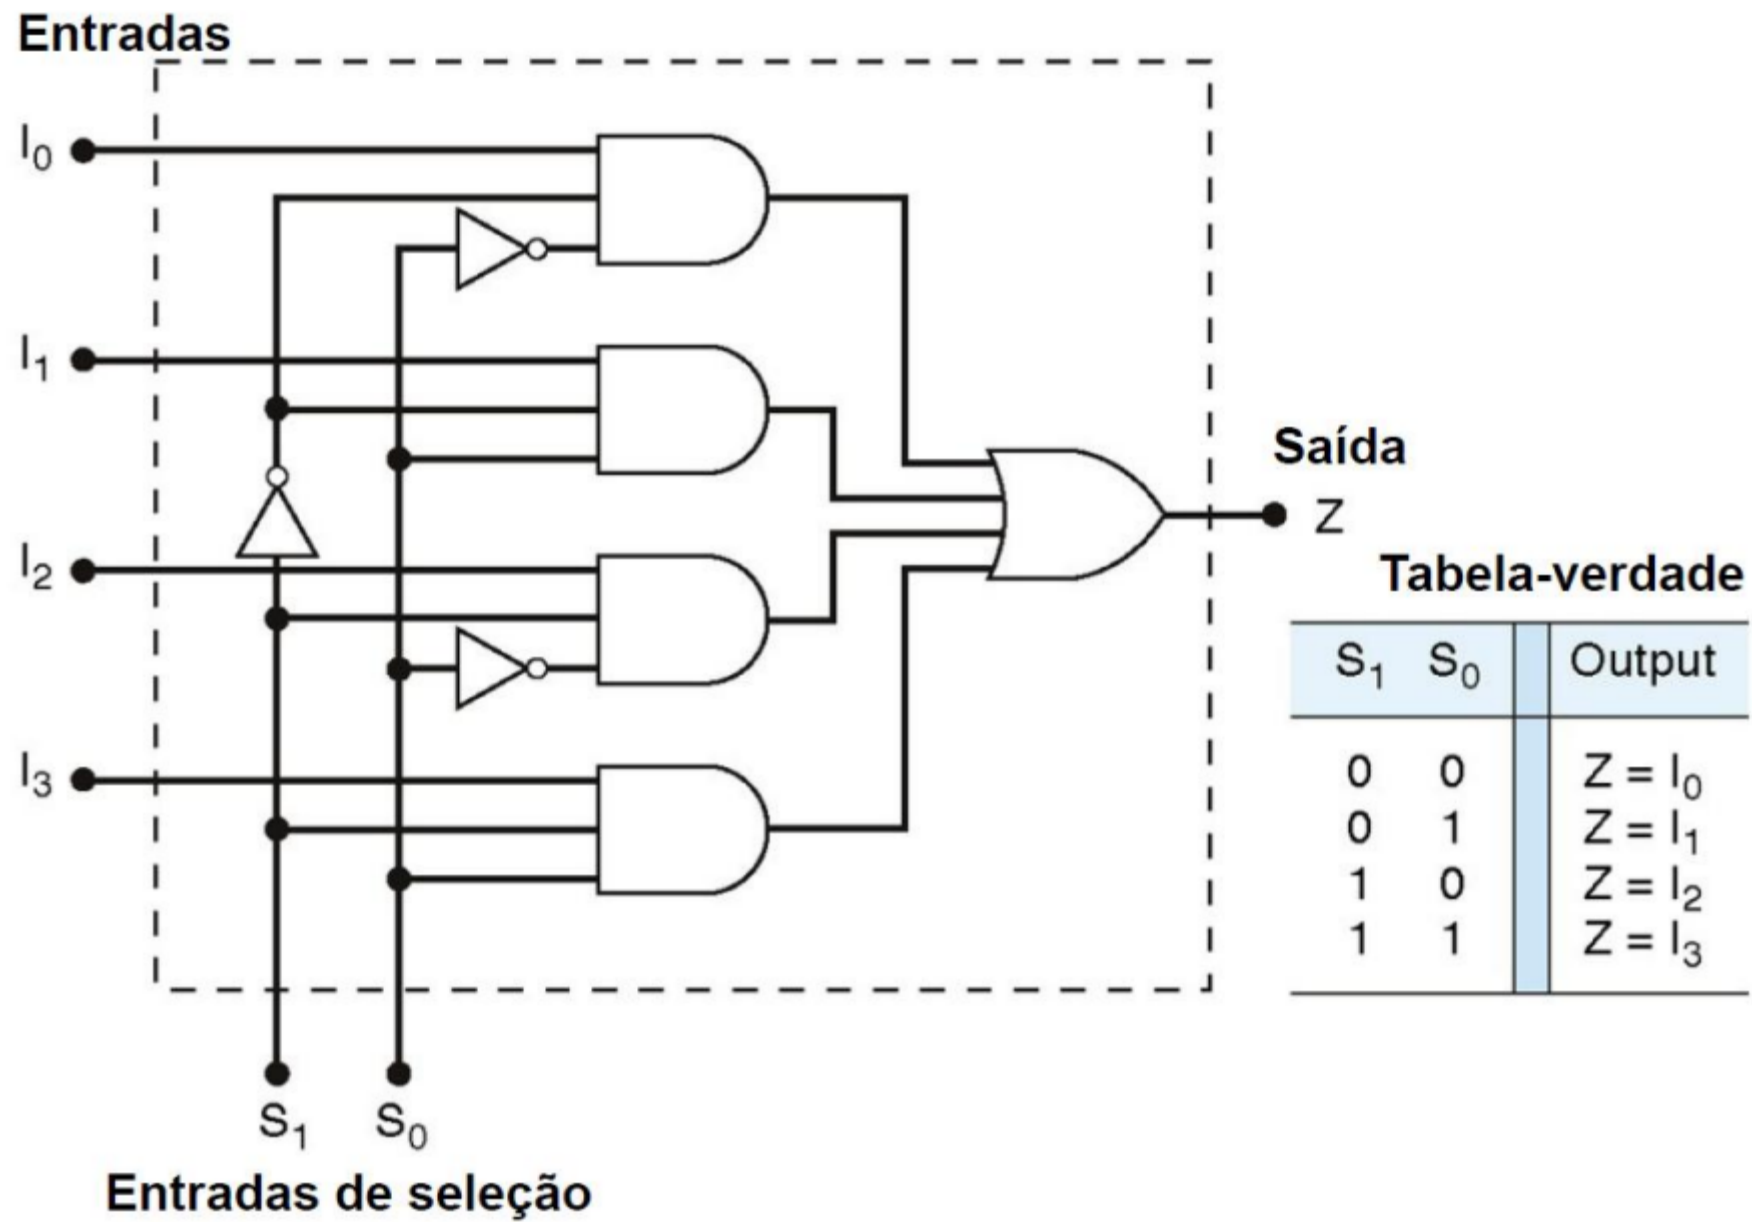 Entradas
I0
I1
I2
I3
Saída
Z
Tabela-verdade
S1 S0 Output
0 0 Z = I0
0 1 Z = I1
1 0 Z = I2
1 1 Z = I3
S1 S0
Entradas de seleção